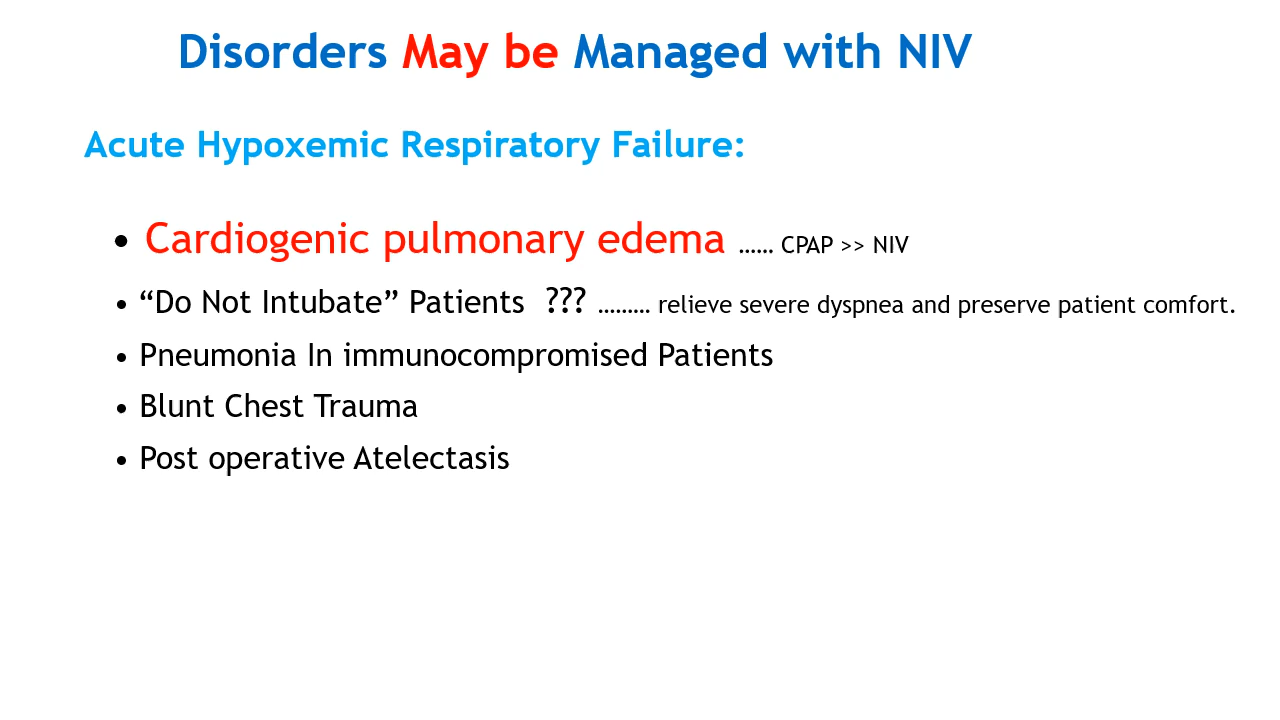 Disorders May be Managed with NIV
Acute Hypoxemic Respiratory Failure:
• Cardiogenic pulmonary edema …… CPAP >> NIV
• “Do Not Intubate” Patients ??? ……… relieve severe dyspnea and preserve patient comfort.
• Pneumonia In immunocompromised Patients
• Blunt Chest Trauma
• Post operative Atelectasis